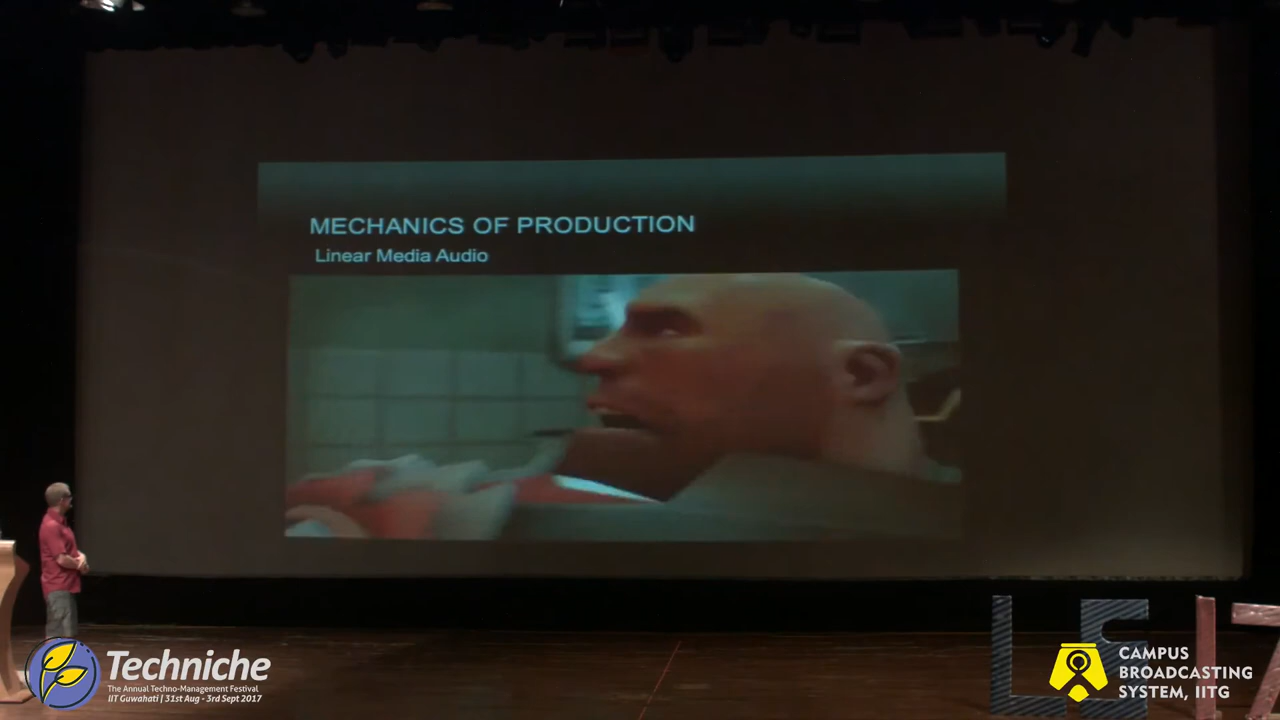 MECHANICS OF PRODUCTION
Linear Media Audio
Techniche
The Annual Techno-Management Festival
IIT Guwahati | 31st Aug - 3rd Sept 2017
LE17
CAMPUS
BROADCASTING
SYSTEM, IITG